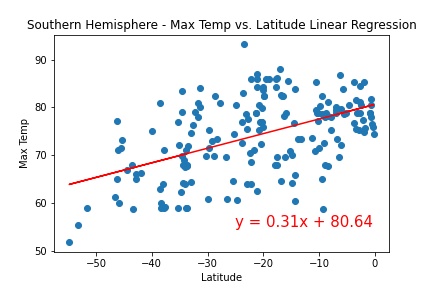 Southern Hemisphere - Max Temp vs. Latitude Linear Regression
90
80
70
60
50
Max Temp
y = 0.31x + 80.64
−50
−40
−30
−20
−10
0
Latitude